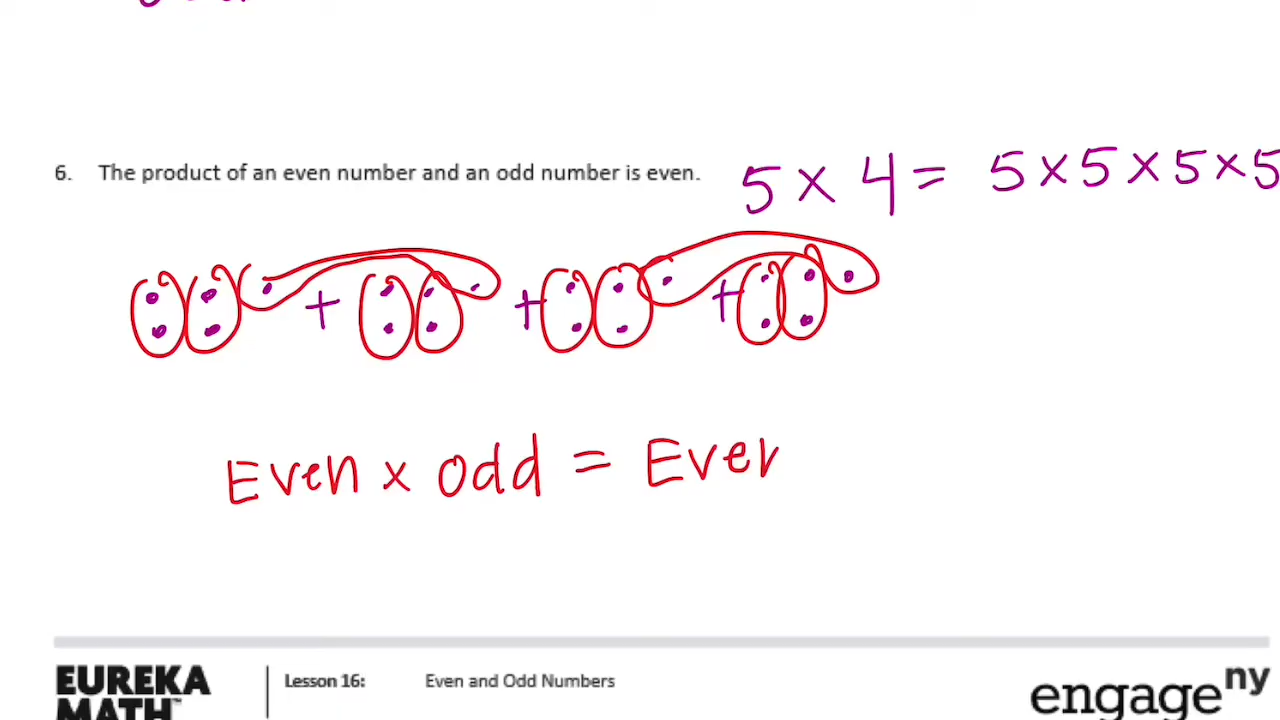 6. The product of an even number and an odd number is even.
5 × 4 = 5 × 5 × 5 × 5
+ + +
Even × Odd = Even
EUREKA MATH™
Lesson 16: Even and Odd Numbers
engage ny